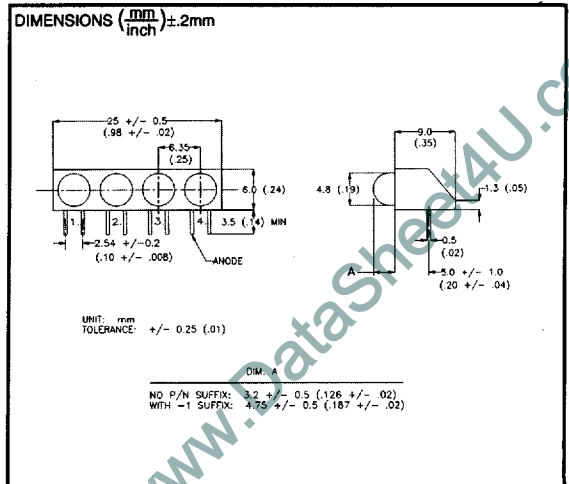 DIMENSIONS (mm/inch)±.2mm
25 +/- 0.5
(.98 +/- .02)
6.35
(.25)
6.0 (.24)
3.5 (.14) MIN
1. 2. 3. 4.
2.54 +/-0.2
(.10 +/- .008)
ANODE
9.0
(.35)
4.8 (.19)
1.3 (.05)
0.5
(.02)
A
5.0 +/- 1.0
(.20 +/- .04)
UNIT: mm
TOLERANCE: +/- 0.25 (.01)
DIM. A
NO P/N SUFFIX: 3.2 +/- 0.5 (.126 +/- .02)
WITH -1 SUFFIX: 4.75 +/- 0.5 (.187 +/- .02)
www.DataSheet4U.co